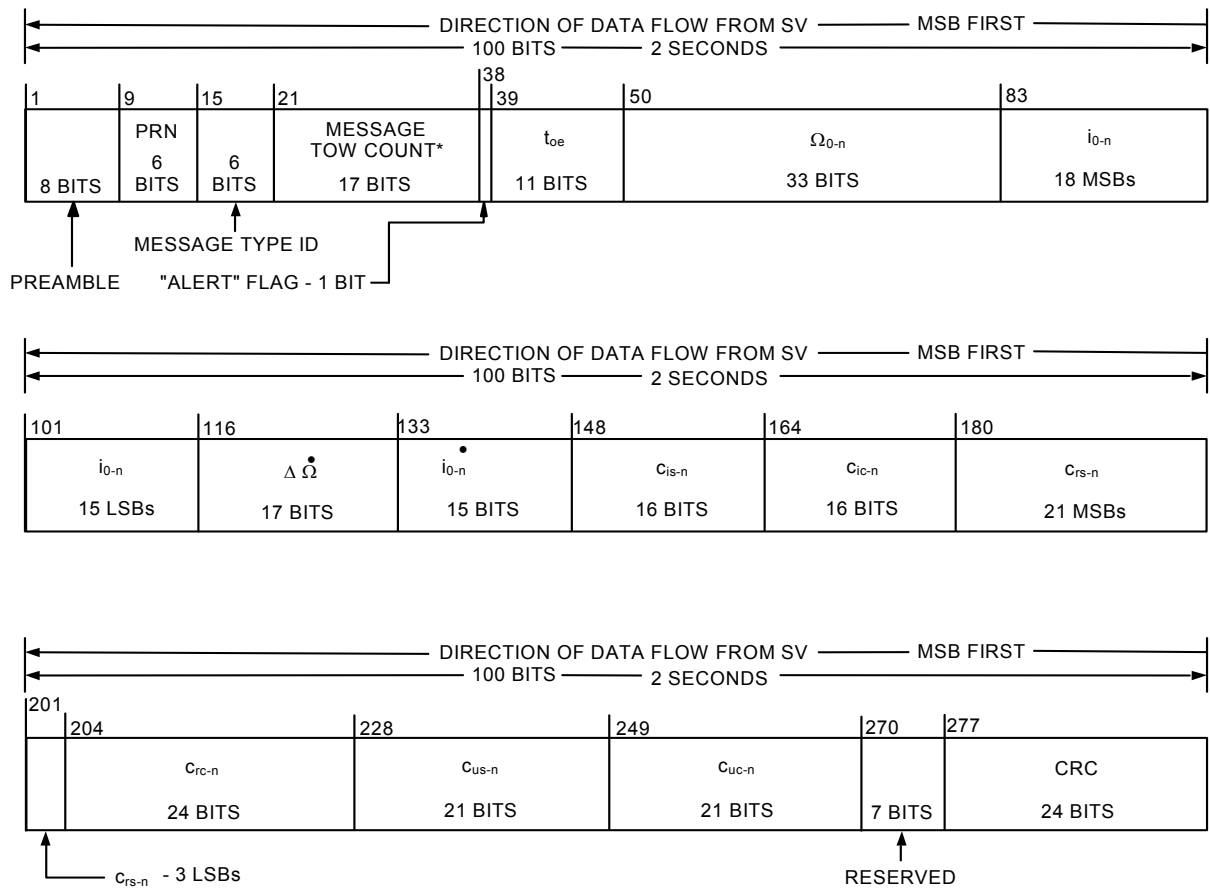 DIRECTION OF DATA FLOW FROM SV MSB FIRST
100 BITS 2 SECONDS
1 9 15 21 38 39 50 83
8 BITS
PRN
6
BITS
6
BITS
MESSAGE
TOW COUNT*
17 BITS
t_oe
11 BITS
Ω_0-n
33 BITS
i_0-n
18 MSBs
MESSAGE TYPE ID
PREAMBLE
"ALERT" FLAG - 1 BIT
DIRECTION OF DATA FLOW FROM SV MSB FIRST
100 BITS 2 SECONDS
101 116 133 148 164 180
i_0-n
15 LSBs
Δ Ω̇
17 BITS
i̇_0-n
15 BITS
c_is-n
16 BITS
c_ic-n
16 BITS
c_rs-n
21 MSBs
DIRECTION OF DATA FLOW FROM SV MSB FIRST
100 BITS 2 SECONDS
201 204 228 249 270 277
c_rc-n
24 BITS
c_us-n
21 BITS
c_uc-n
21 BITS
7 BITS
CRC
24 BITS
c_rs-n - 3 LSBs
RESERVED